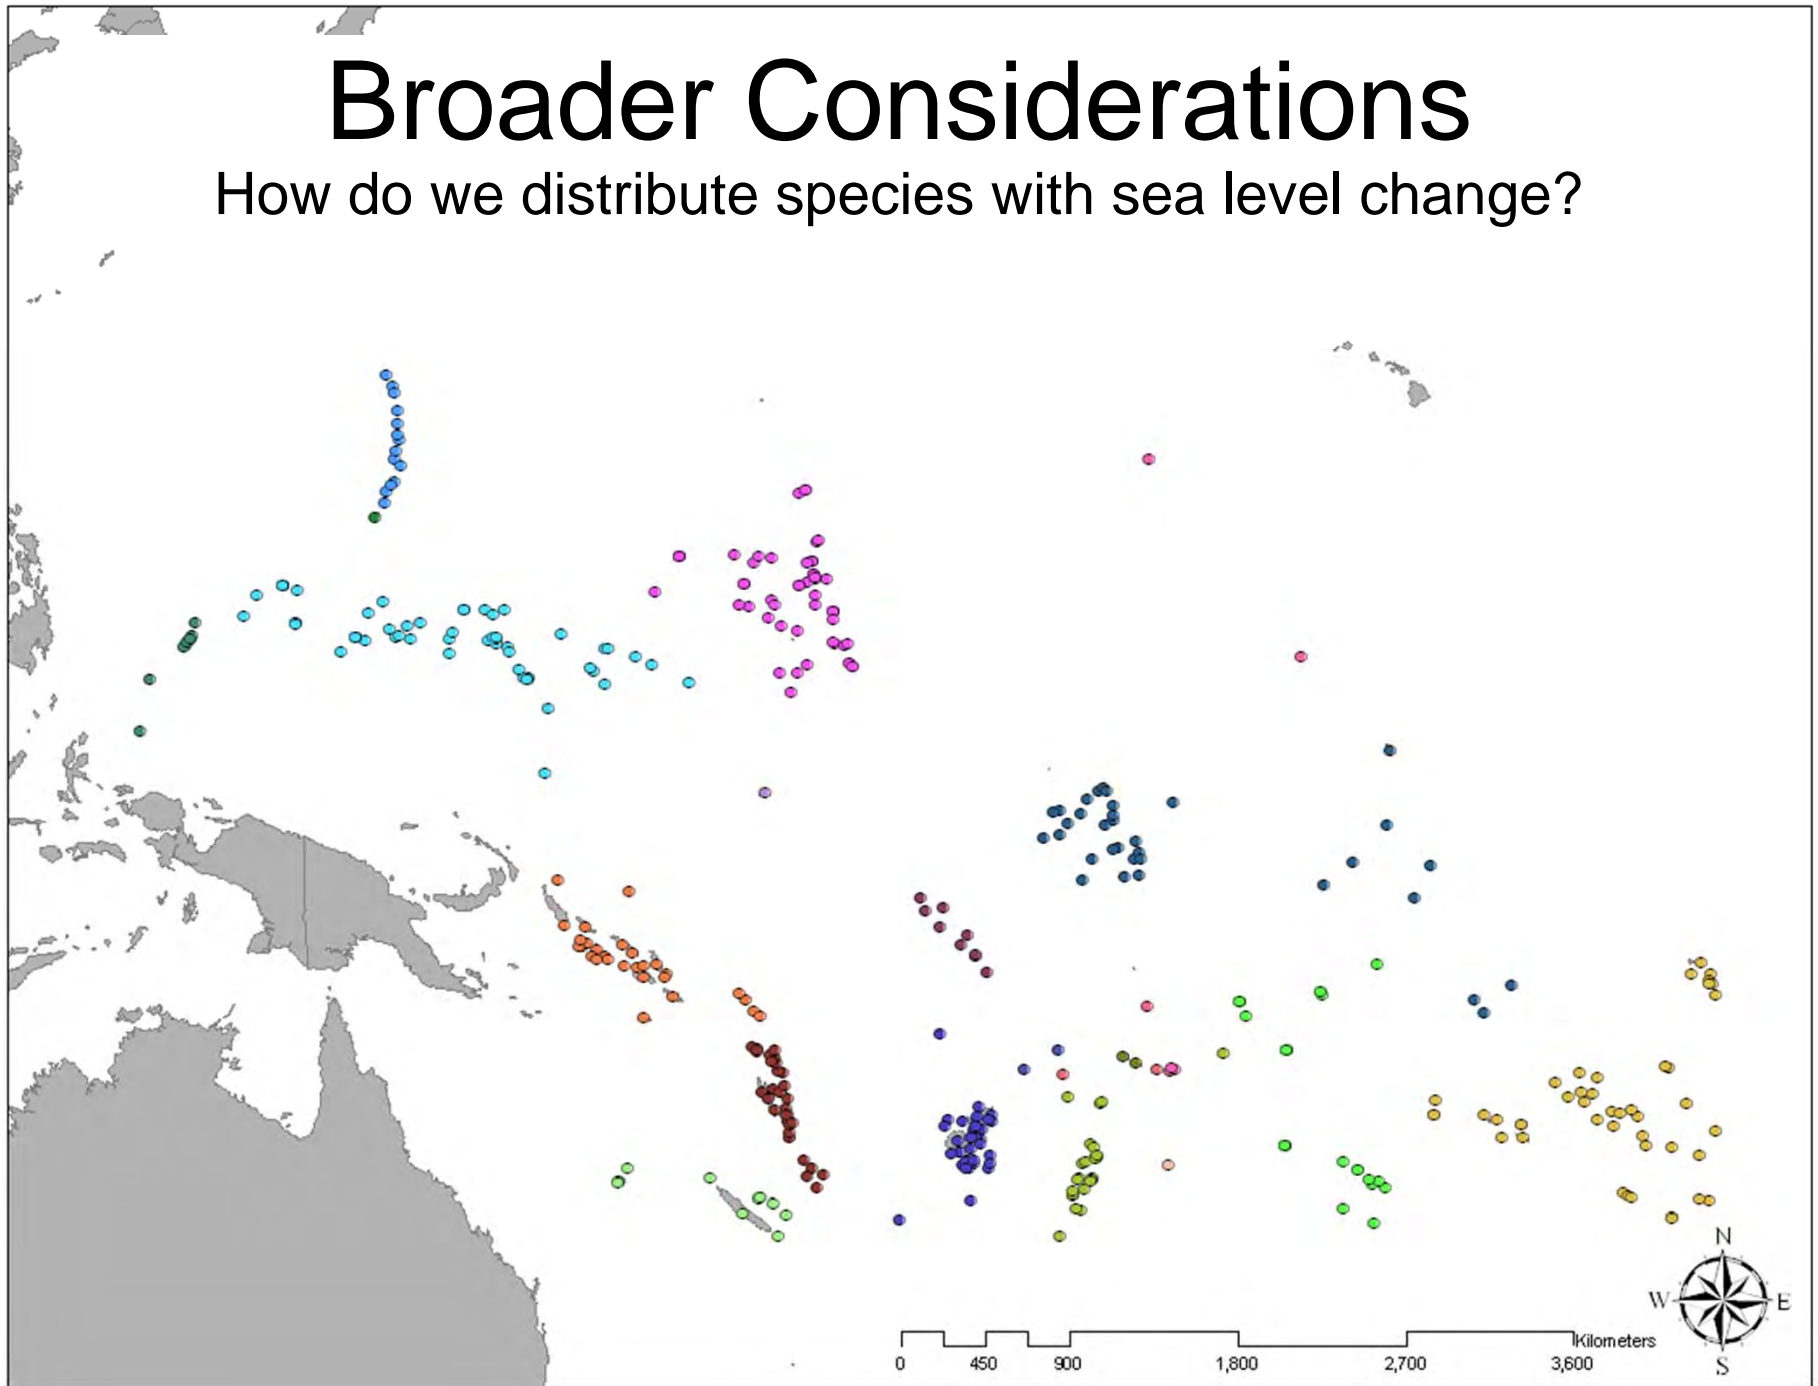 Broader Considerations
How do we distribute species with sea level change?
N
W E
S
Kilometers
0 450 900 1,800 2,700 3,600